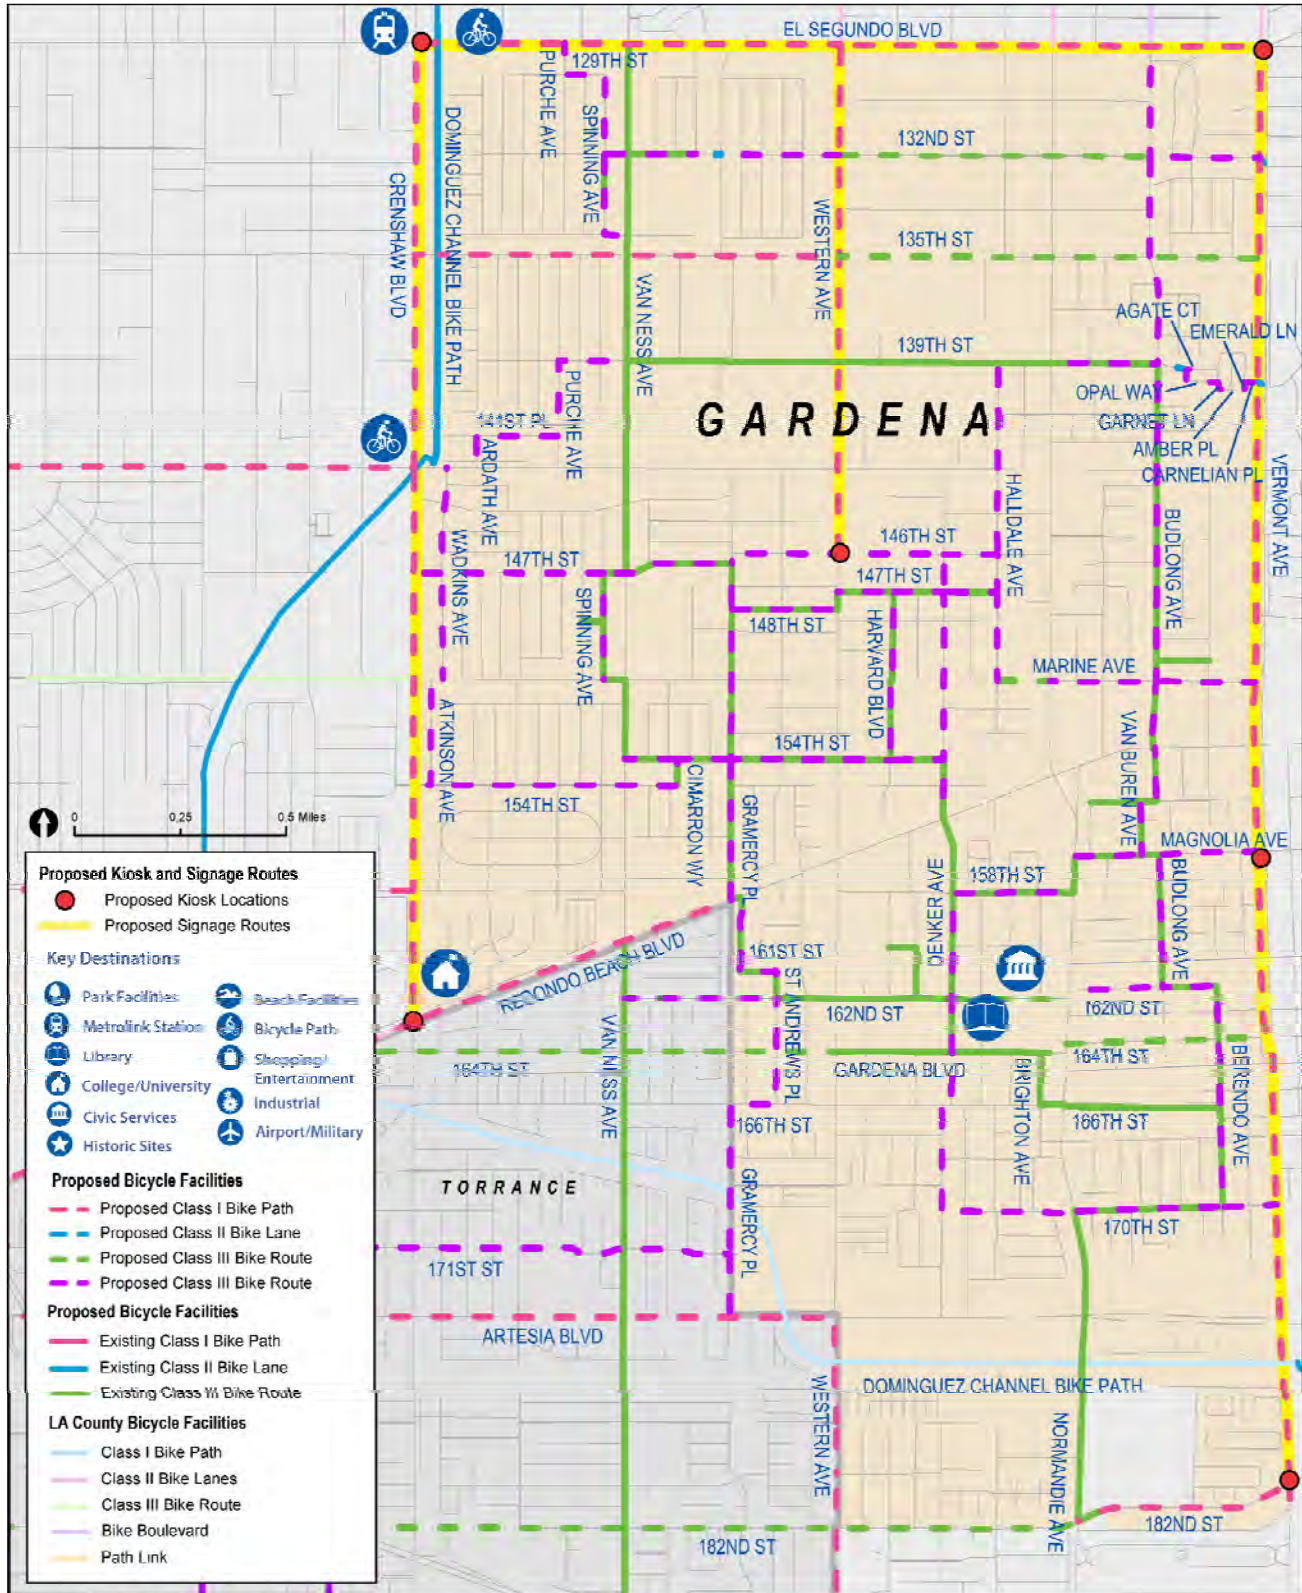 EL SEGUNDO BLVD
129TH ST
PURCHE AVE
SPINNING AVE
DOMINGUEZ CHANNEL BIKE PATH
CRENSHAW BLVD
132ND ST
WESTERN AVE
135TH ST
VAN NESS AVE
AGATE CT
EMERALD LN
139TH ST
OPAL WAY
GARNET LN
AMBER PL
CARNELIAN PL
GARDENA
PURCHE AVE
141ST PL
ARDATH AVE
HALLDALE AVE
VERMONT AVE
BUDLONG AVE
146TH ST
147TH ST
147TH ST
WADKINS AVE
SPINNING AVE
148TH ST
HARVARD BLVD
MARINE AVE
ATKINSON AVE
VAN BUREN AVE
154TH ST
154TH ST
CIMARRON WY
GRAMERCY PL
MAGNOLIA AVE
158TH ST
BUDLONG AVE
DENKER AVE
161ST ST
REDONDO BEACH BLVD
ST ANDREWS PL
162ND ST
162ND ST
VAN NESS AVE
164TH ST
GARDENA BLVD
164TH ST
BERENDO AVE
BRIGHTON AVE
166TH ST
166TH ST
TORRANCE
GRAMERCY PL
170TH ST
171ST ST
ARTESIA BLVD
WESTERN AVE
DOMINGUEZ CHANNEL BIKE PATH
NORMANDIE AVE
182ND ST
182ND ST
0 0.25 0.5 Miles
Proposed Kiosk and Signage Routes
Proposed Kiosk Locations
Proposed Signage Routes
Key Destinations
Park Facilities
Beach Facilities
Metrolink Station
Bicycle Path
Library
Shopping/
Entertainment
College/University
Industrial
Civic Services
Airport/Military
Historic Sites
Proposed Bicycle Facilities
Proposed Class I Bike Path
Proposed Class II Bike Lane
Proposed Class III Bike Route
Proposed Class III Bike Route
Proposed Bicycle Facilities
Existing Class I Bike Path
Existing Class II Bike Lane
Existing Class III Bike Route
LA County Bicycle Facilities
Class I Bike Path
Class II Bike Lanes
Class III Bike Route
Bike Boulevard
Path Link